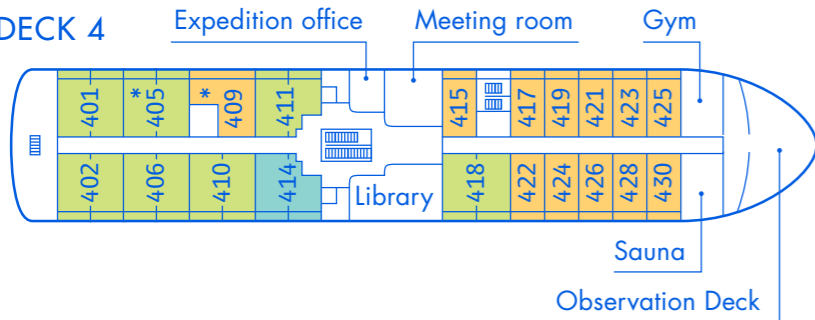 DECK 4
Expedition office
Meeting room
Gym
401
* 405
* 409
411
415
417
419
421
423
425
402
406
410
414
Library
418
422
424
426
428
430
Sauna
Observation Deck